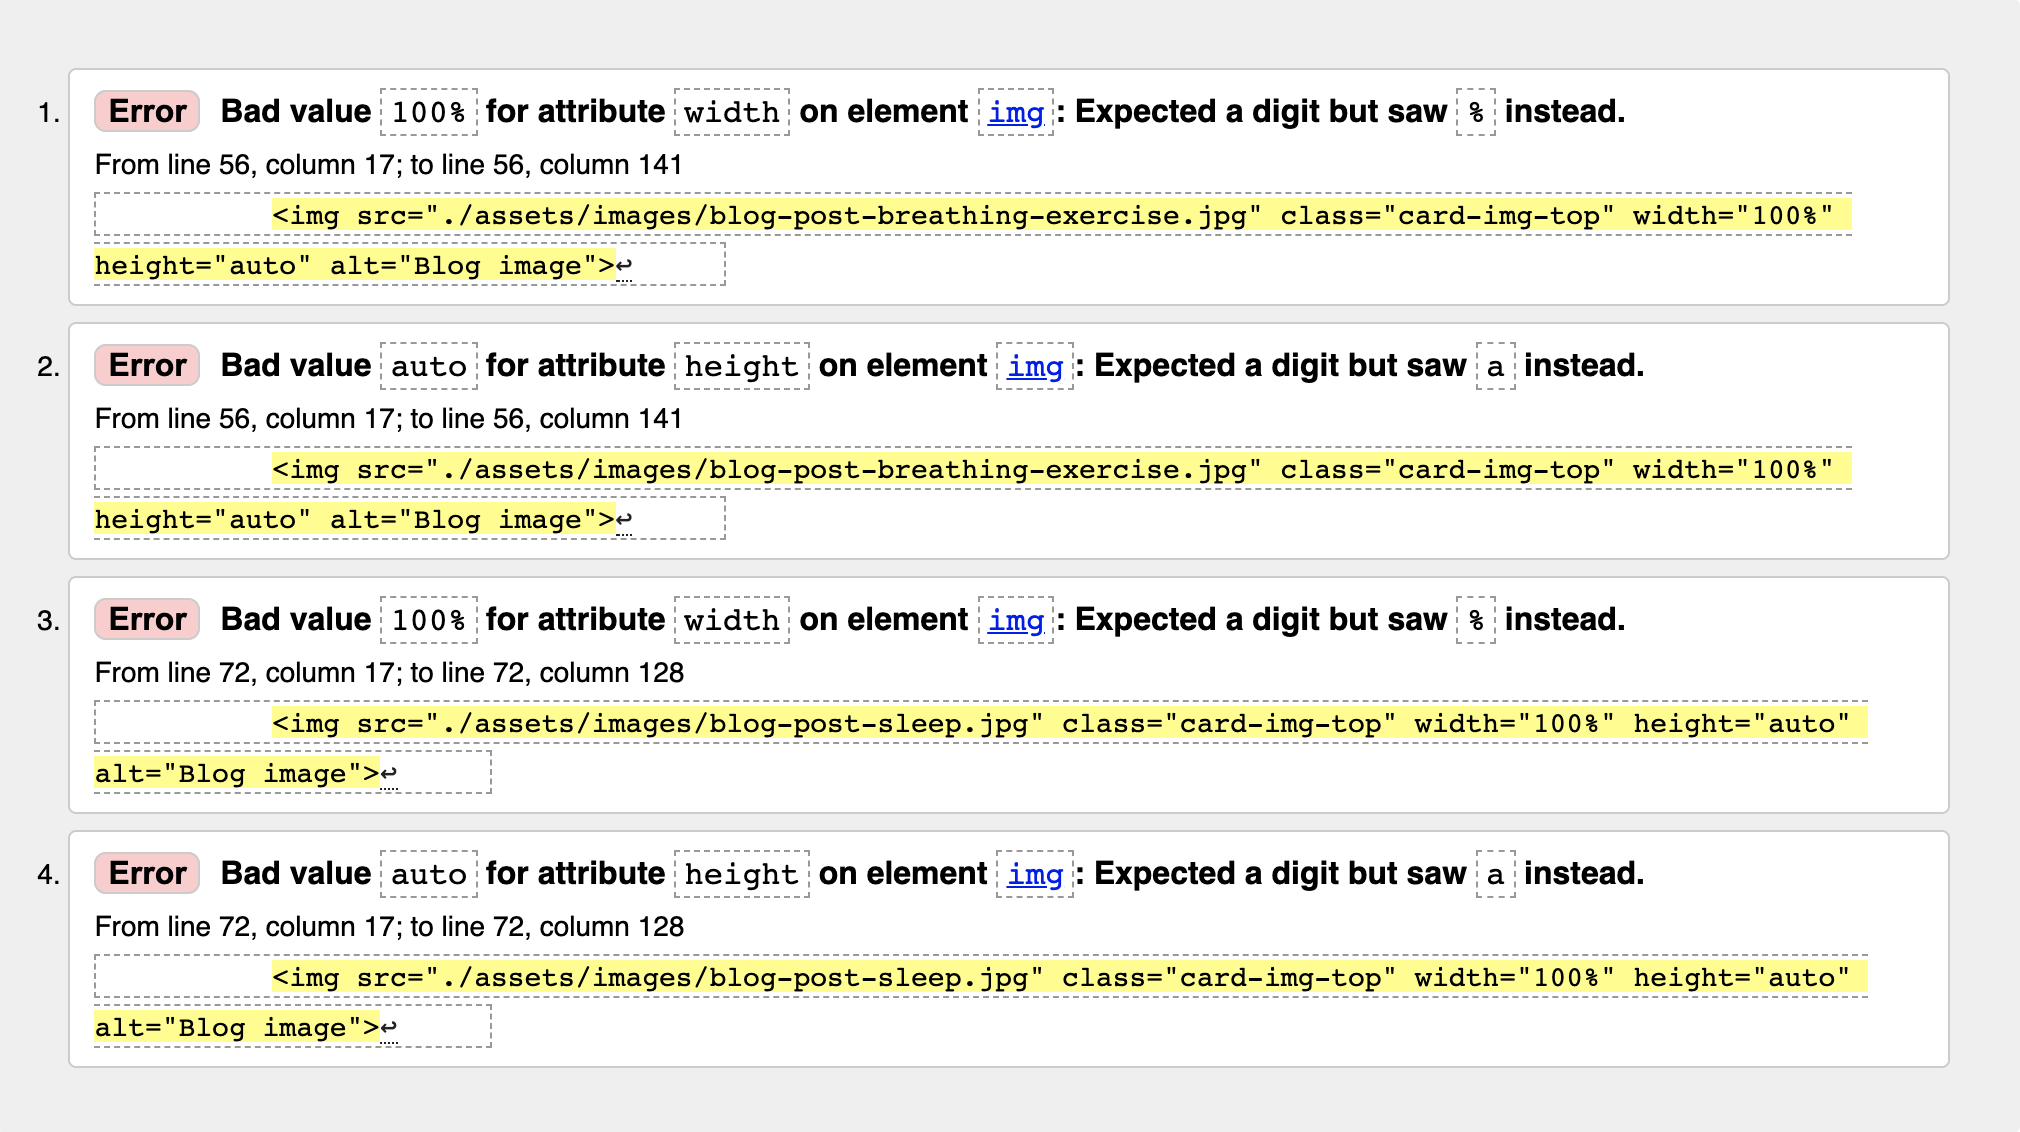 1. Error Bad value 100% for attribute width on element img: Expected a digit but saw % instead.
From line 56, column 17; to line 56, column 141
<img src="./assets/images/blog-post-breathing-exercise.jpg" class="card-img-top" width="100%"
height="auto" alt="Blog image">↩
2. Error Bad value auto for attribute height on element img: Expected a digit but saw a instead.
From line 56, column 17; to line 56, column 141
<img src="./assets/images/blog-post-breathing-exercise.jpg" class="card-img-top" width="100%"
height="auto" alt="Blog image">↩
3. Error Bad value 100% for attribute width on element img: Expected a digit but saw % instead.
From line 72, column 17; to line 72, column 128
<img src="./assets/images/blog-post-sleep.jpg" class="card-img-top" width="100%" height="auto"
alt="Blog image">↩
4. Error Bad value auto for attribute height on element img: Expected a digit but saw a instead.
From line 72, column 17; to line 72, column 128
<img src="./assets/images/blog-post-sleep.jpg" class="card-img-top" width="100%" height="auto"
alt="Blog image">↩